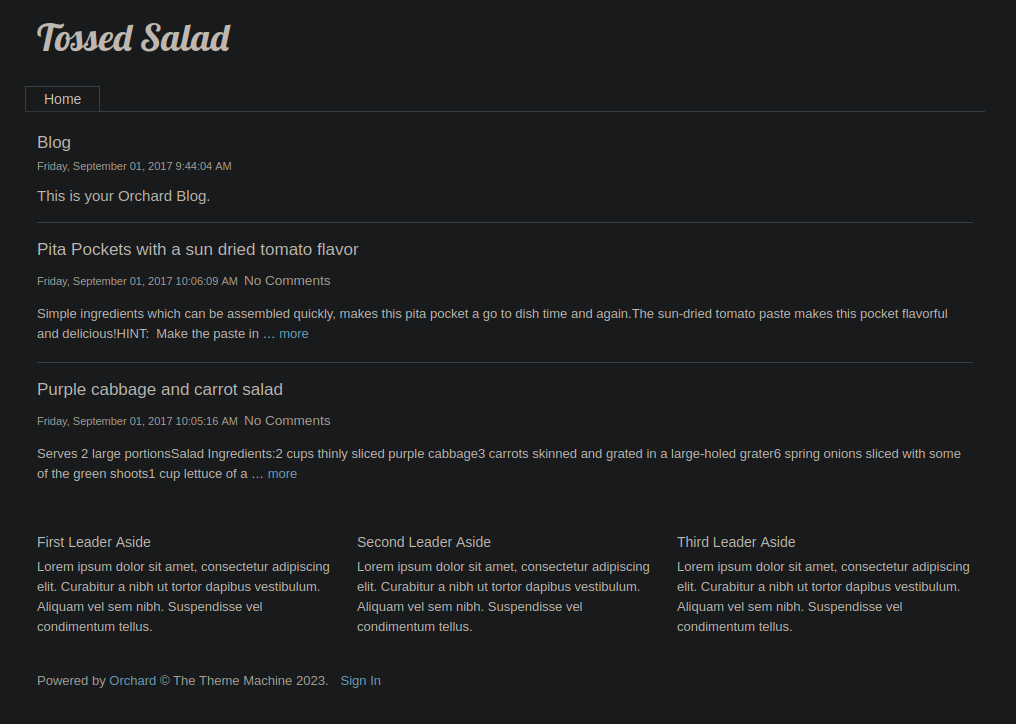 Tossed Salad
Home
Blog
Friday, September 01, 2017 9:44:04 AM
This is your Orchard Blog.
Pita Pockets with a sun dried tomato flavor
Friday, September 01, 2017 10:06:09 AM No Comments
Simple ingredients which can be assembled quickly, makes this pita pocket a go to dish time and again.The sun-dried tomato paste makes this pocket flavorful
and delicious!HINT:  Make the paste in … more
Purple cabbage and carrot salad
Friday, September 01, 2017 10:05:16 AM No Comments
Serves 2 large portionsSalad Ingredients:2 cups thinly sliced purple cabbage3 carrots skinned and grated in a large-holed grater6 spring onions sliced with some
of the green shoots1 cup lettuce of a … more
First Leader Aside
Lorem ipsum dolor sit amet, consectetur adipiscing
elit. Curabitur a nibh ut tortor dapibus vestibulum.
Aliquam vel sem nibh. Suspendisse vel
condimentum tellus.
Second Leader Aside
Lorem ipsum dolor sit amet, consectetur adipiscing
elit. Curabitur a nibh ut tortor dapibus vestibulum.
Aliquam vel sem nibh. Suspendisse vel
condimentum tellus.
Third Leader Aside
Lorem ipsum dolor sit amet, consectetur adipiscing
elit. Curabitur a nibh ut tortor dapibus vestibulum.
Aliquam vel sem nibh. Suspendisse vel
condimentum tellus.
Powered by Orchard © The Theme Machine 2023. Sign In